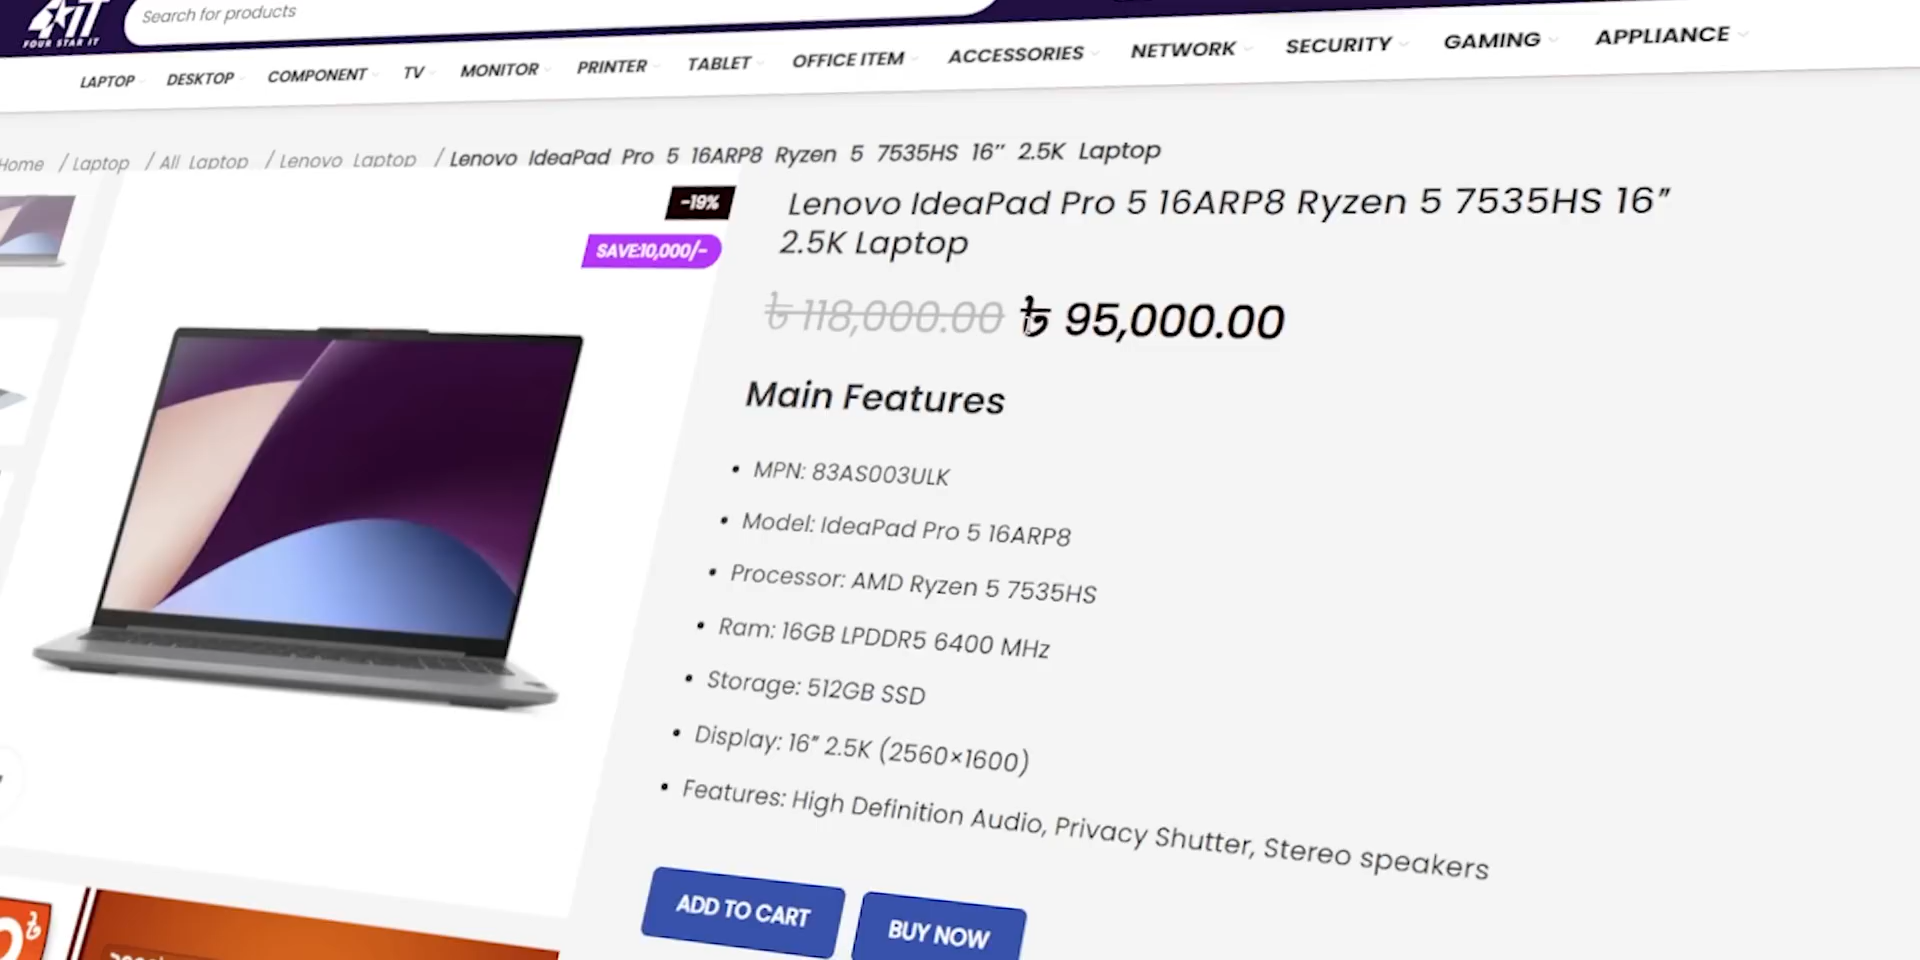 4★iT
FOUR STAR IT
Search for products
LAPTOP DESKTOP COMPONENT TV MONITOR PRINTER TABLET OFFICE ITEM ACCESSORIES NETWORK SECURITY GAMING APPLIANCE
Home / Laptop / All Laptop / Lenovo Laptop / Lenovo IdeaPad Pro 5 16ARP8 Ryzen 5 7535HS 16″ 2.5K Laptop
-19%
SAVE:10,000/-
Lenovo IdeaPad Pro 5 16ARP8 Ryzen 5 7535HS 16”
2.5K Laptop
৳ 118,000.00 ৳ 95,000.00
Main Features
• MPN: 83AS003ULK
• Model: IdeaPad Pro 5 16ARP8
• Processor: AMD Ryzen 5 7535HS
• Ram: 16GB LPDDR5 6400 MHz
• Storage: 512GB SSD
• Display: 16” 2.5K (2560×1600)
• Features: High Definition Audio, Privacy Shutter, Stereo speakers
ADD TO CART
BUY NOW